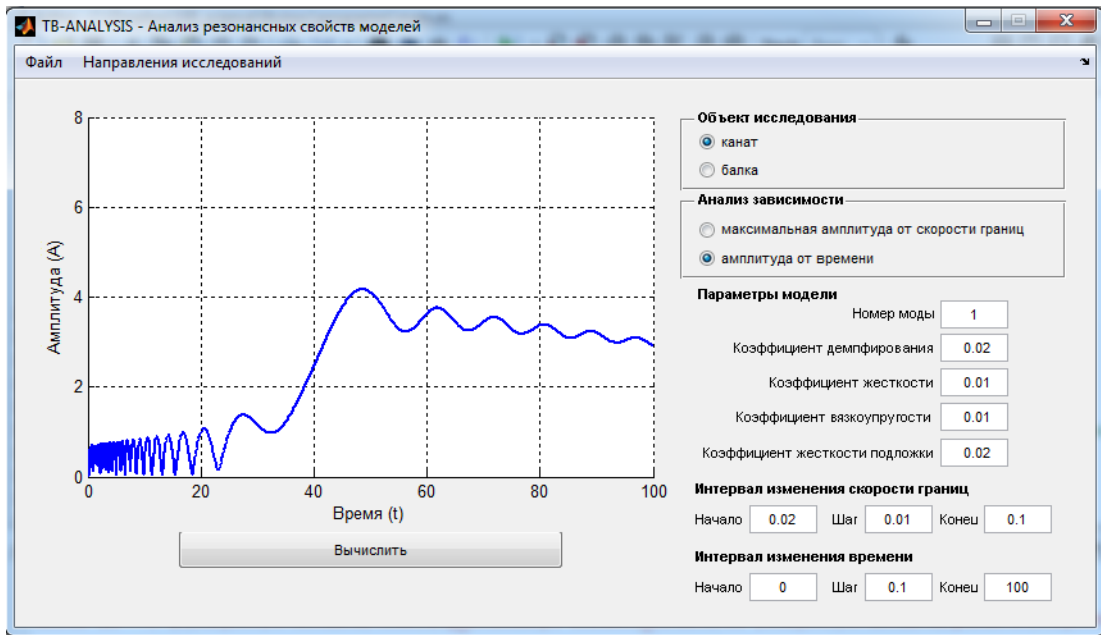 TB-ANALYSIS - Анализ резонансных свойств моделей
Файл Направления исследований
8
6
4
2
0
Амплитуда (A)
0 20 40 60 80 100
Время (t)
Вычислить
Объект исследования
канат
балка
Анализ зависимости
максимальная амплитуда от скорости границ
амплитуда от времени
Параметры модели
Номер моды 1
Коэффициент демпфирования 0.02
Коэффициент жесткости 0.01
Коэффициент вязкоупругости 0.01
Коэффициент жесткости подложки 0.02
Интервал изменения скорости границ
Начало 0.02 Шаг 0.01 Конец 0.1
Интервал изменения времени
Начало 0 Шаг 0.1 Конец 100